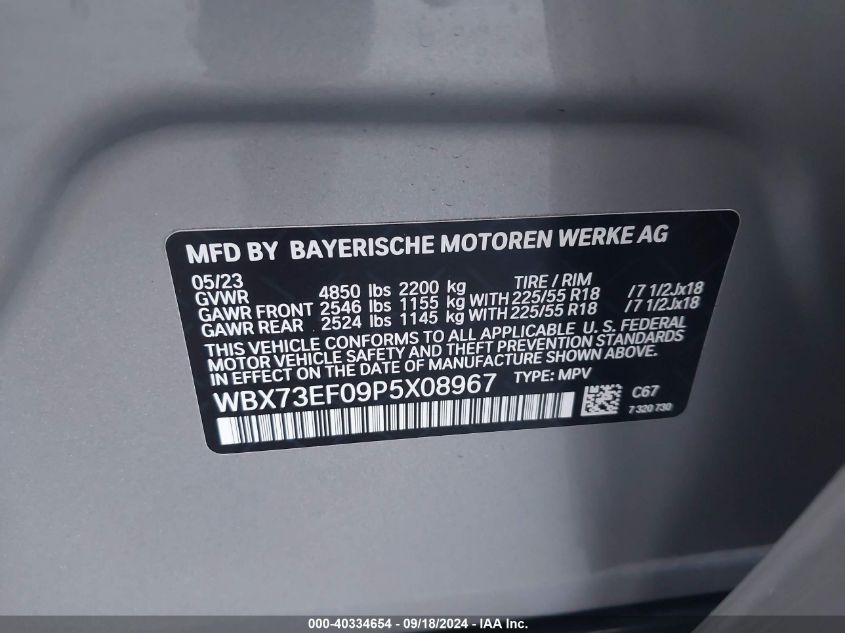 MFD BY BAYERISCHE MOTOREN WERKE AG
05/23 TIRE / RIM
GVWR 4850 lbs 2200 kg
GAWR FRONT 2546 lbs 1155 kg WITH 225/55 R18 /7 1/2Jx18
GAWR REAR 2524 lbs 1145 kg WITH 225/55 R18 /7 1/2Jx18
THIS VEHICLE CONFORMS TO ALL APPLICABLE U. S. FEDERAL
MOTOR VEHICLE SAFETY AND THEFT PREVENTION STANDARDS
IN EFFECT ON THE DATE OF MANUFACTURE SHOWN ABOVE.
WBX73EF09P5X08967 TYPE: MPV
C67
7 320 730
000-40334654 - 09/18/2024 - IAA Inc.